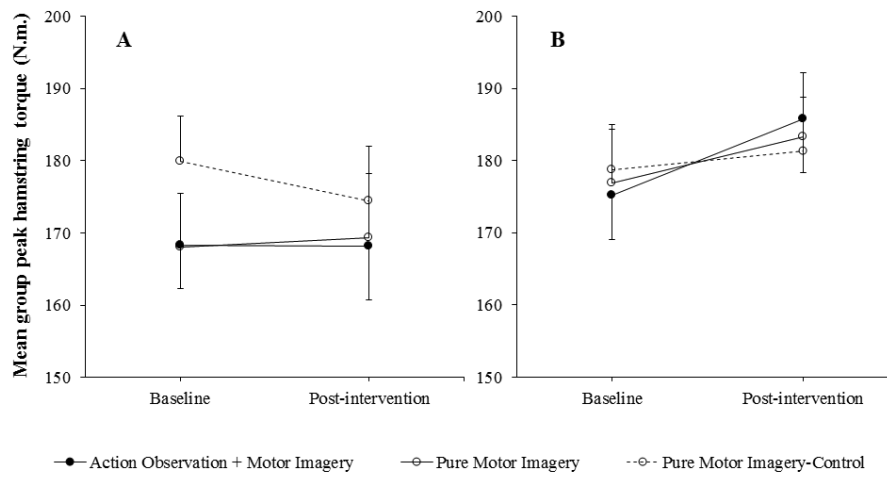 Mean group peak hamstring torque (N.m.)
200
190
180
170
160
150
A
Baseline
Post-intervention
200
190
180
170
160
150
B
Baseline
Post-intervention
Action Observation + Motor Imagery
Pure Motor Imagery
Pure Motor Imagery-Control